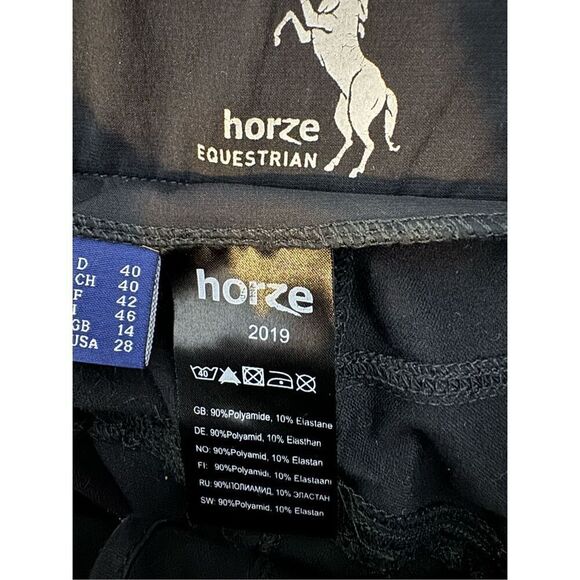 horze
EQUESTRIAN
D 40
CH 40
F 42
I 46
GB 14
USA 28
horze
2019
40
GB: 90%Polyamide, 10% Elastane
DE: 90%Polyamid, 10% Elasthan
NO: 90%Polyamid, 10% Elastan
FI: 90%Polyamidi, 10% Elastaani
RU: 90%ПОЛИАМИД, 10% ЭЛАСТАН
SW: 90%Polyamid, 10% Elastan